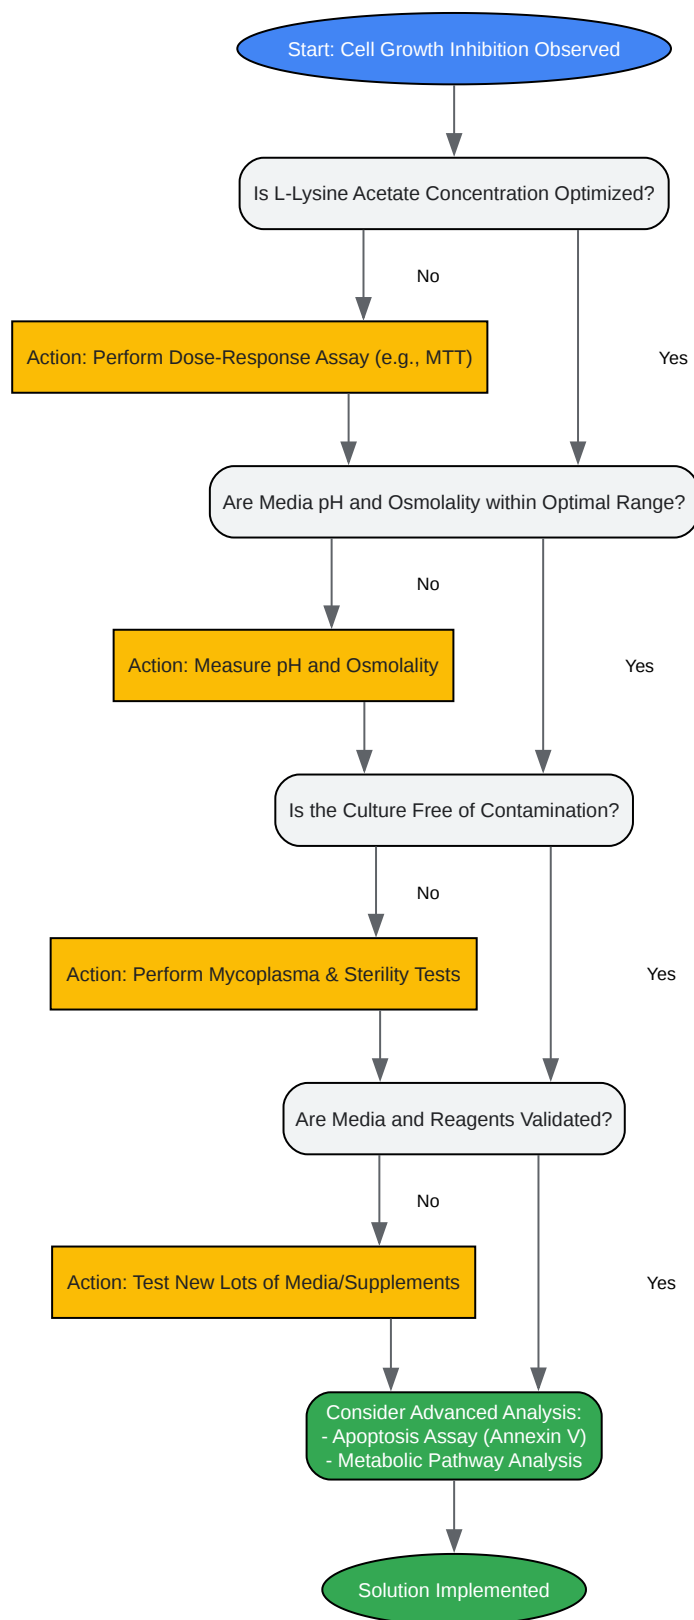 Start: Cell Growth Inhibition Observed
Is L-Lysine Acetate Concentration Optimized?
No
Action: Perform Dose-Response Assay (e.g., MTT)
Yes
Are Media pH and Osmolality within Optimal Range?
No
Action: Measure pH and Osmolality
Yes
Is the Culture Free of Contamination?
No
Action: Perform Mycoplasma & Sterility Tests
Yes
Are Media and Reagents Validated?
No
Action: Test New Lots of Media/Supplements
Yes
Consider Advanced Analysis:
- Apoptosis Assay (Annexin V)
- Metabolic Pathway Analysis
Solution Implemented